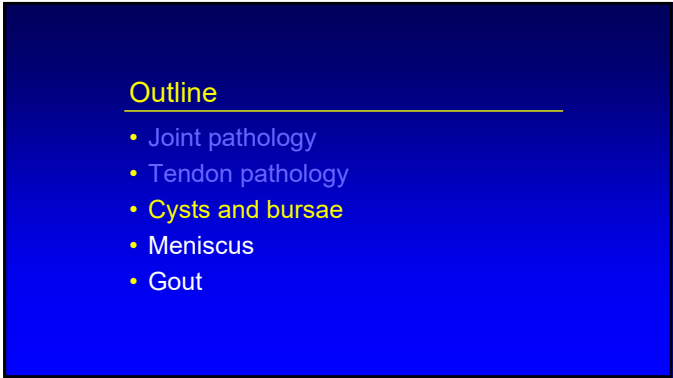 Outline
• Joint pathology
• Tendon pathology
• Cysts and bursae
• Meniscus
• Gout